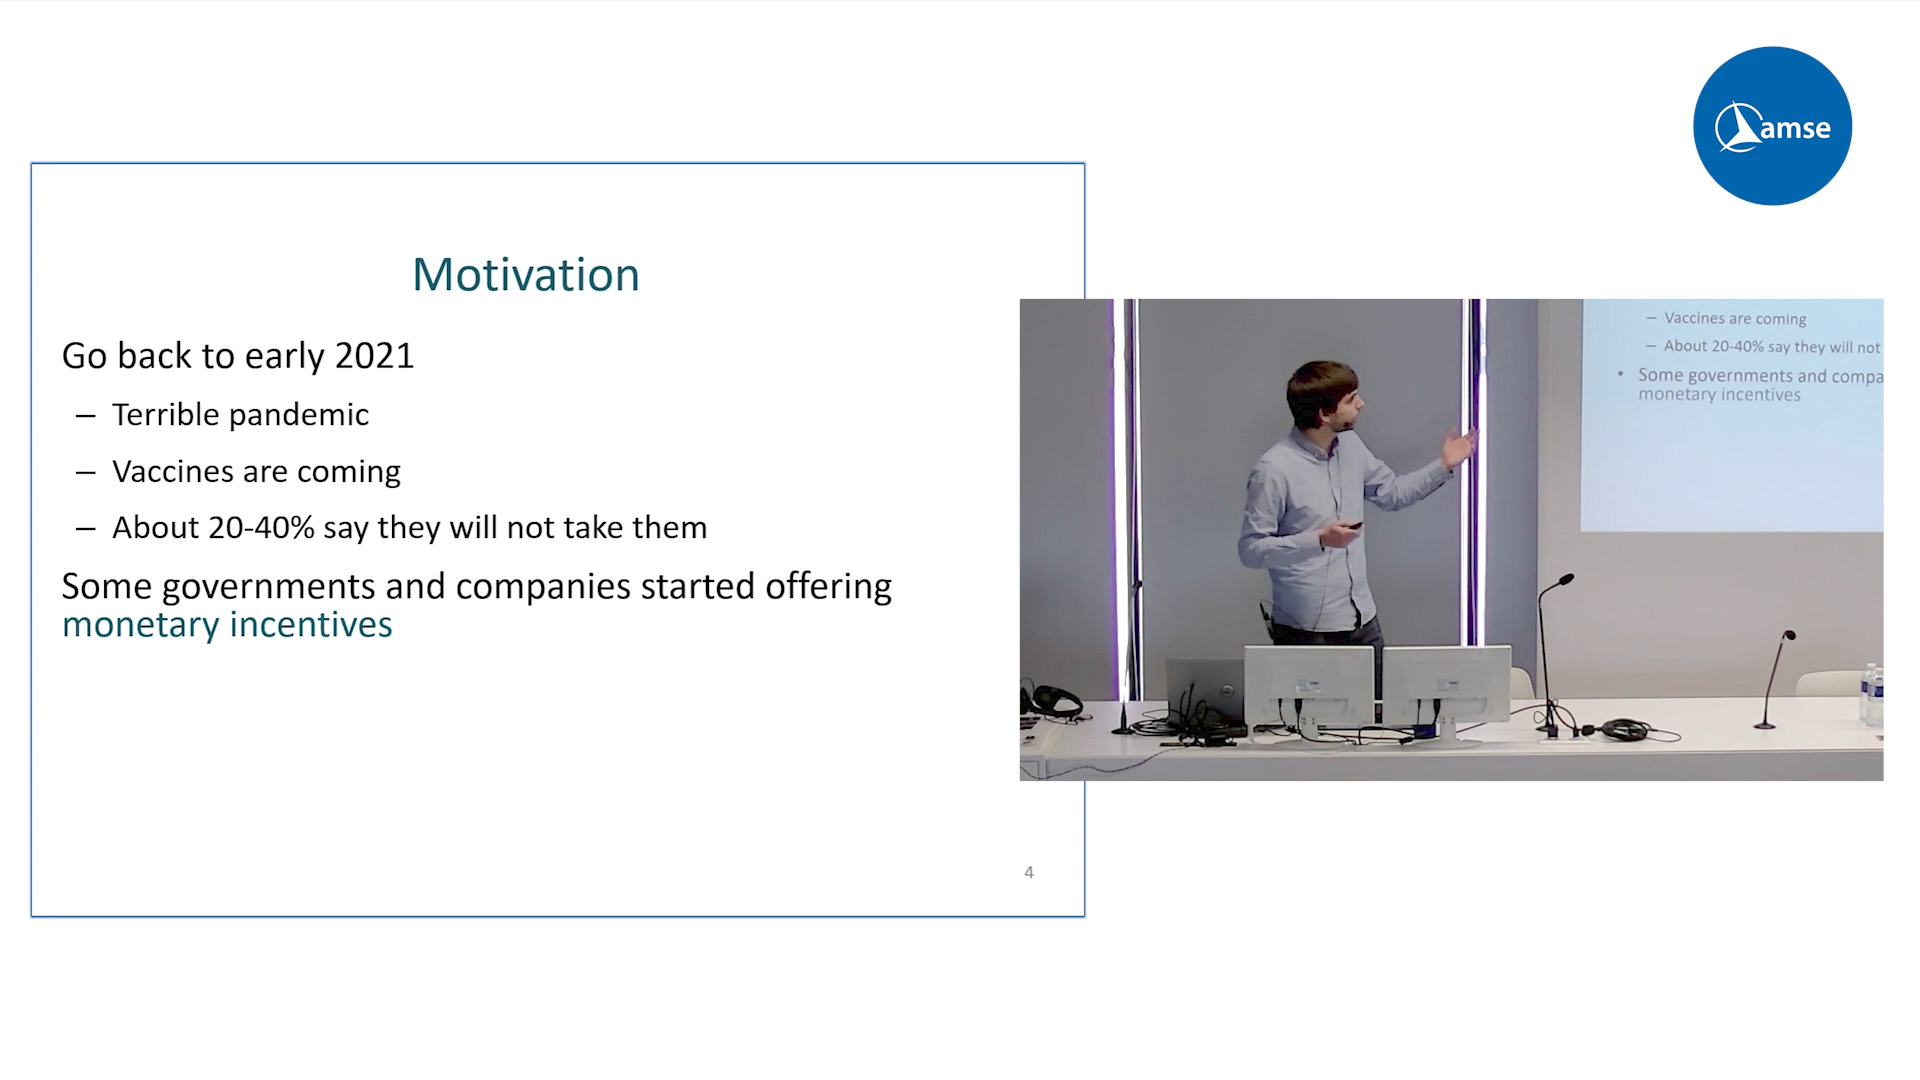 amse
Motivation
Go back to early 2021
– Terrible pandemic
– Vaccines are coming
– About 20-40% say they will not take them
Some governments and companies started offering
monetary incentives
4
– Vaccines are coming
– About 20-40% say they will not
• Some governments and compa
monetary incentives